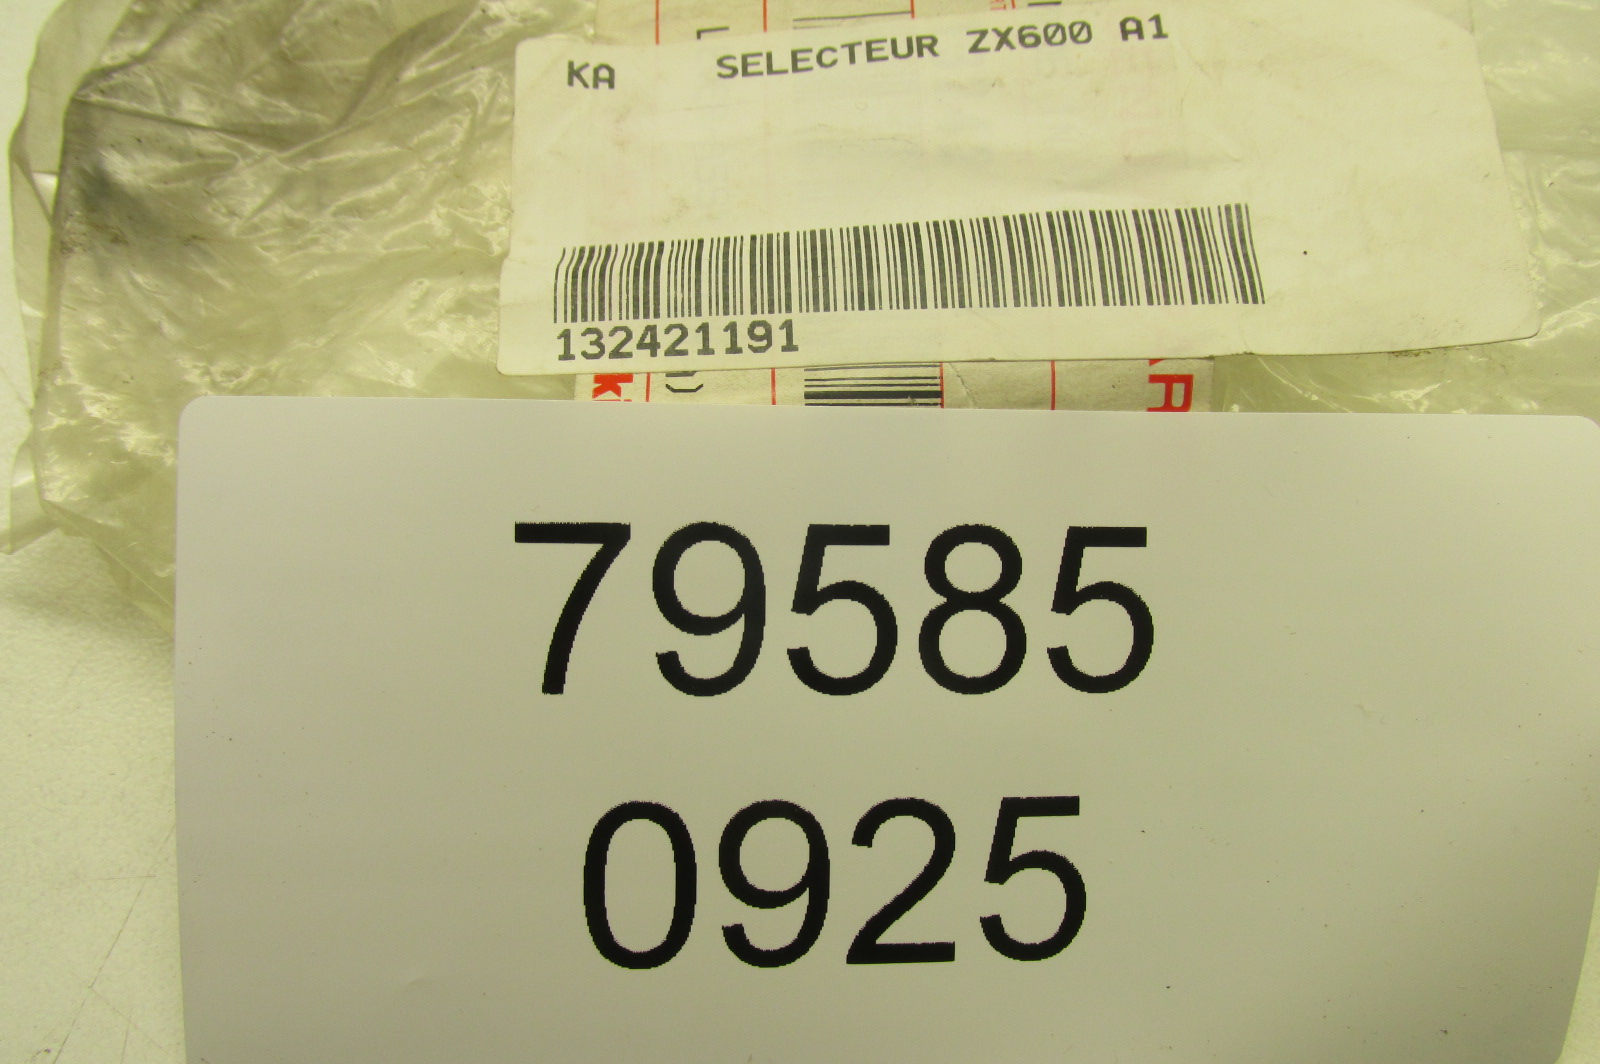 KA SELECTEUR ZX600 A1
132421191
79585
0925